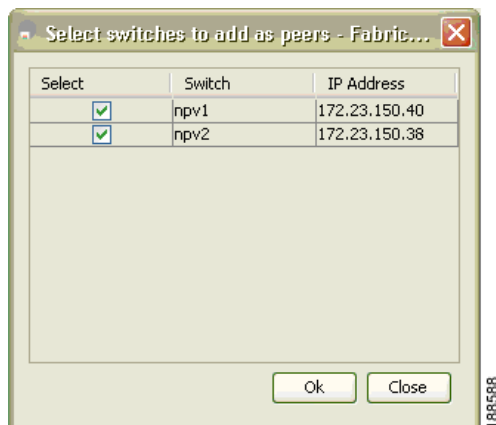 Select switches to add as peers - Fabric...
Select Switch IP Address
npv1 172.23.150.40
npv2 172.23.150.38
Ok Close
188588